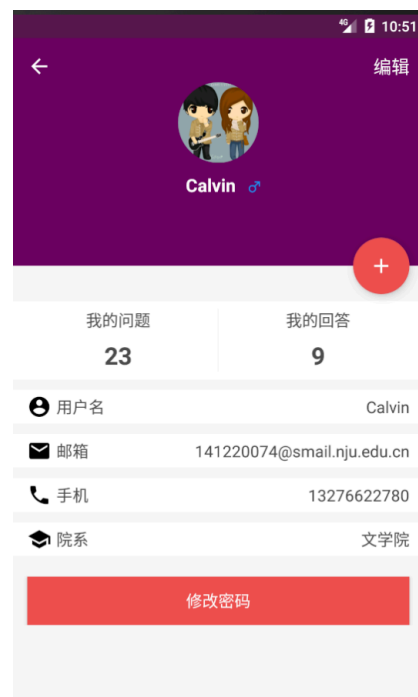 4G 10:51
编辑
Calvin
我的问题 我的回答
23 9
用户名 Calvin
邮箱 141220074@smail.nju.edu.cn
手机 13276622780
院系 文学院
修改密码